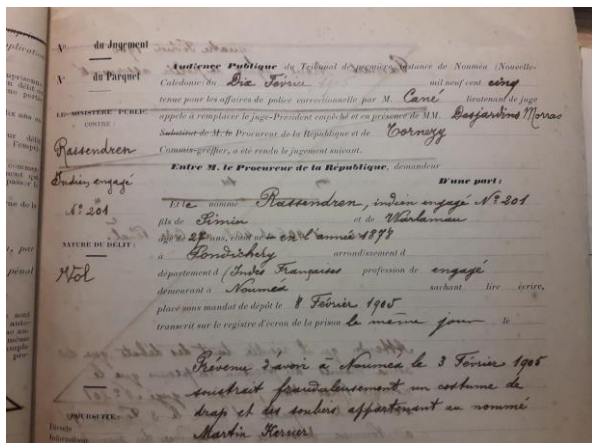 N° du Jugement
N° du Parquet
LE MINISTÈRE PUBLIC
CONTRE :
Rassendren
Indien engagé
N° 201
NATURE DU DÉLIT :
Vol
POURSUITE :
Directe
Information
Audience Publique du Tribunal de première instance de Nouméa (Nouvelle-
Calédonie) du Dix Février mil neuf cent cinq
tenue pour les affaires de police correctionnelle par M. Cané lieutenant de juge
appelé à remplacer le juge-Président empêché et en présence de MM. Desjardins Morras
Substitut de M. le Procureur de la République et de Cornezy
Commis-greffier, a été rendu le jugement suivant.
Entre M. le Procureur de la République, demandeur
D'une part :
Et le nommé Rassendren, indien engagé N° 201
fils de Simien et de Warlamau
âgé de 27 ans, en l'année 1878
à Pondichéry arrondissement d
département d (Indes Françaises profession de engagé
demeurant à Nouméa sachant lire écrire,
placé sous mandat de dépôt le 8 Février 1905
transcrit sur le registre d'écrou de la prison le même jour le
Prévenu d'avoir à Nouméa le 3 Février 1905
soustrait frauduleusement un costume de
drap et des souliers appartenant au nommé
Martin Kerner